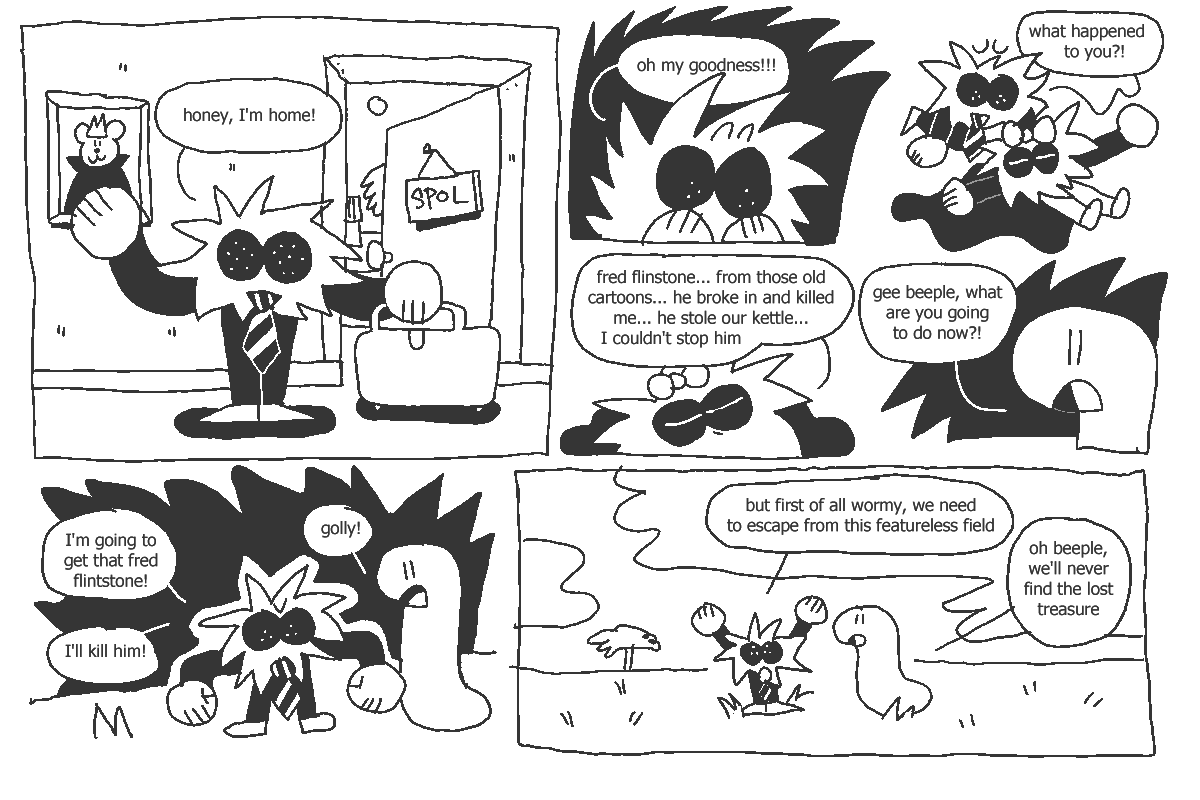 honey, I'm home!
SPOL
oh my goodness!!!
what happened
to you?!
fred flinstone... from those old
cartoons... he broke in and killed
me... he stole our kettle...
I couldn't stop him
gee beeple, what
are you going
to do now?!
I'm going to
get that fred
flintstone!
golly!
I'll kill him!
but first of all wormy, we need
to escape from this featureless field
oh beeple,
we'll never
find the lost
treasure